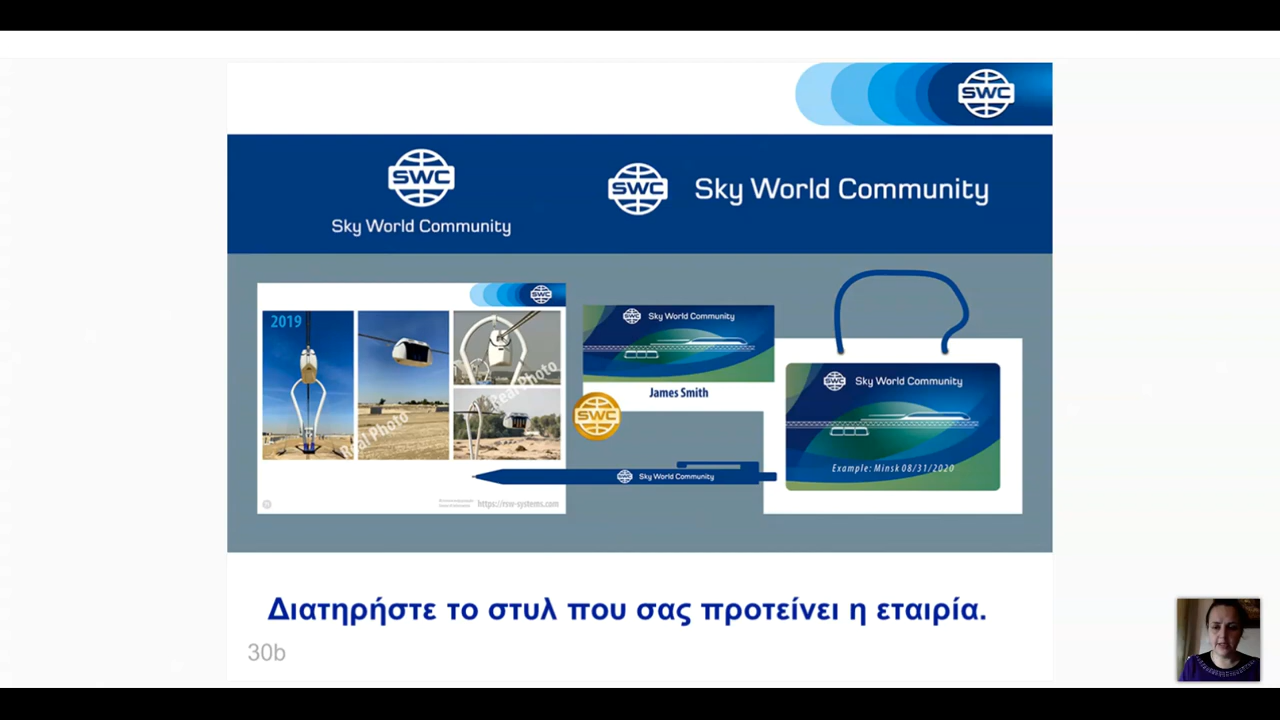 SWC
SWC
Sky World Community
SWC
Sky World Community
SWC
2019
Real Photo
Real Photo
https://rsw-systems.com
SWC
Sky World Community
James Smith
SWC
Sky World Community
SWC
Sky World Community
Example: Minsk 08/31/2020
Διατηρήστε το στυλ που σας προτείνει η εταιρία.
30b